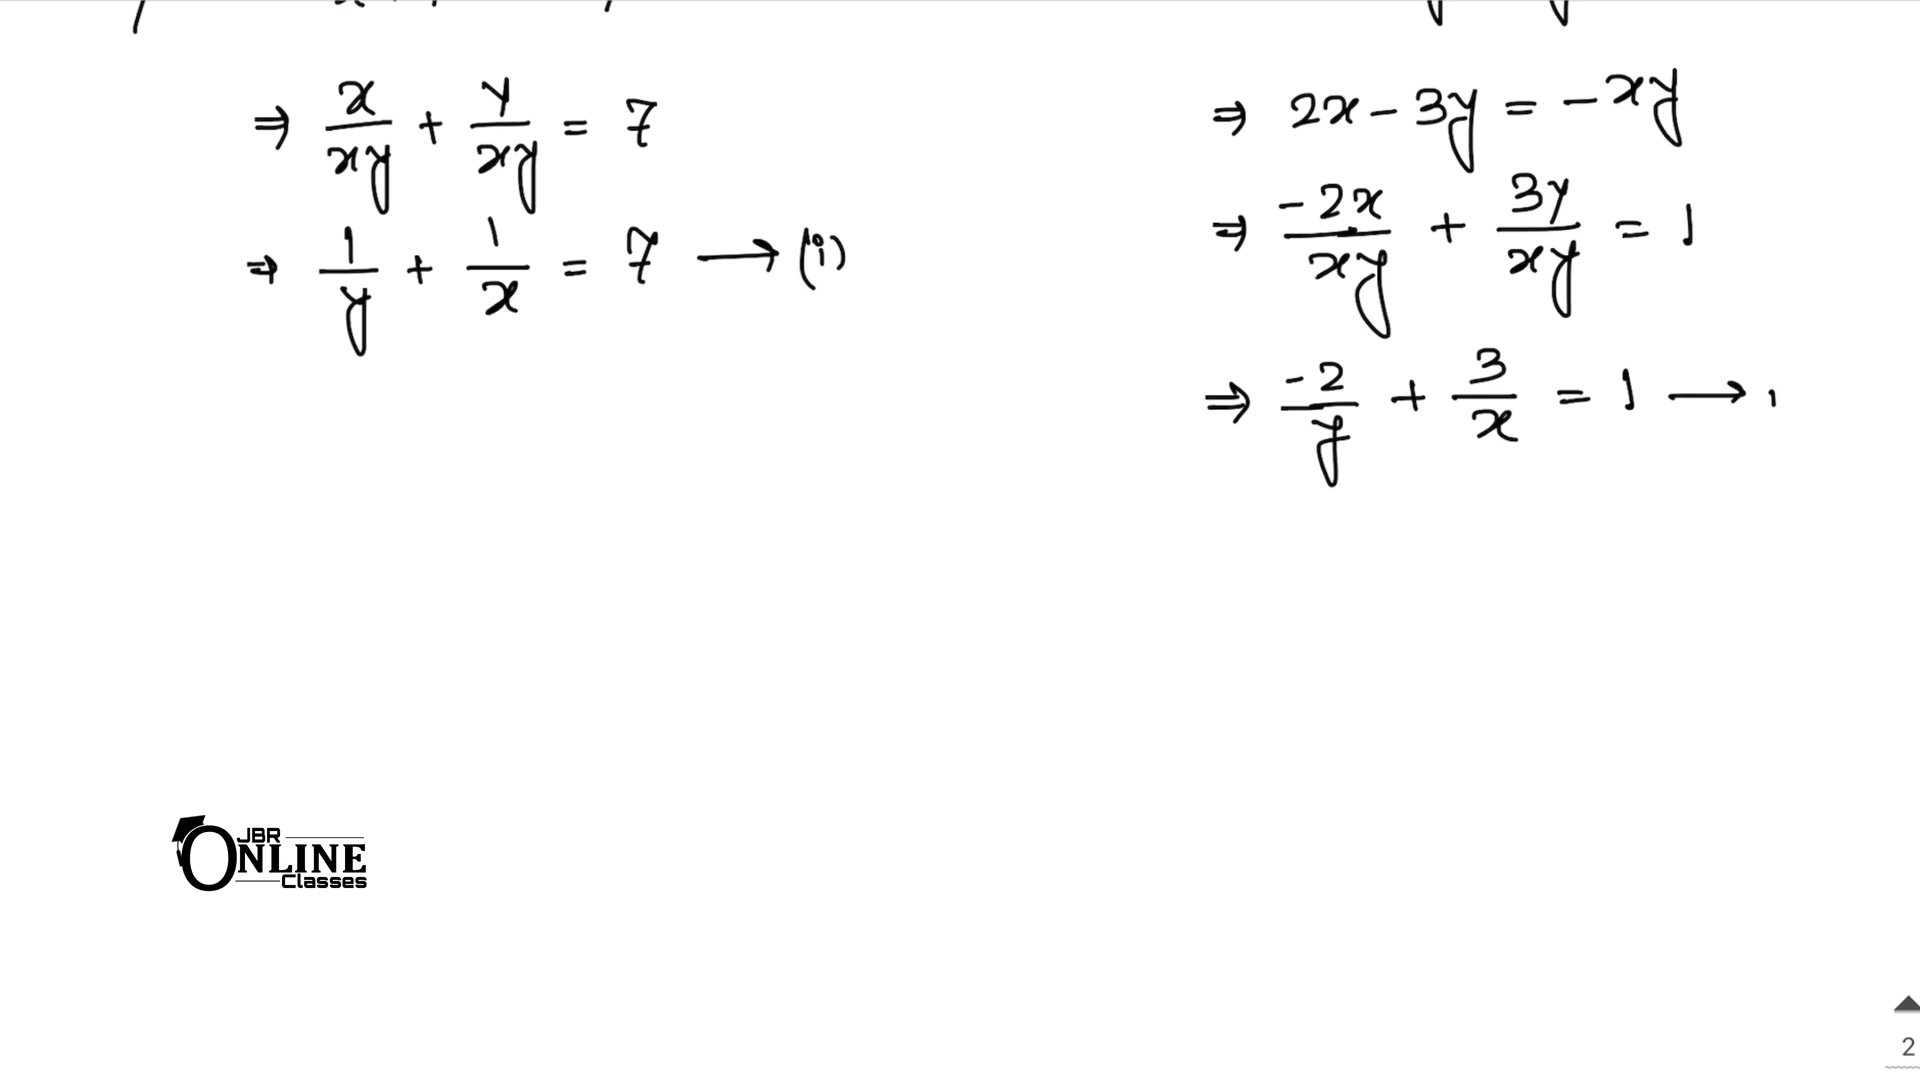 ⇒ x/xy + y/xy = 7
⇒ 1/y + 1/x = 7 → (i)
⇒ 2x - 3y = -xy
⇒ -2x/xy + 3y/xy = 1
⇒ -2/y + 3/x = 1 →
JBR
ONLINE
Classes
2